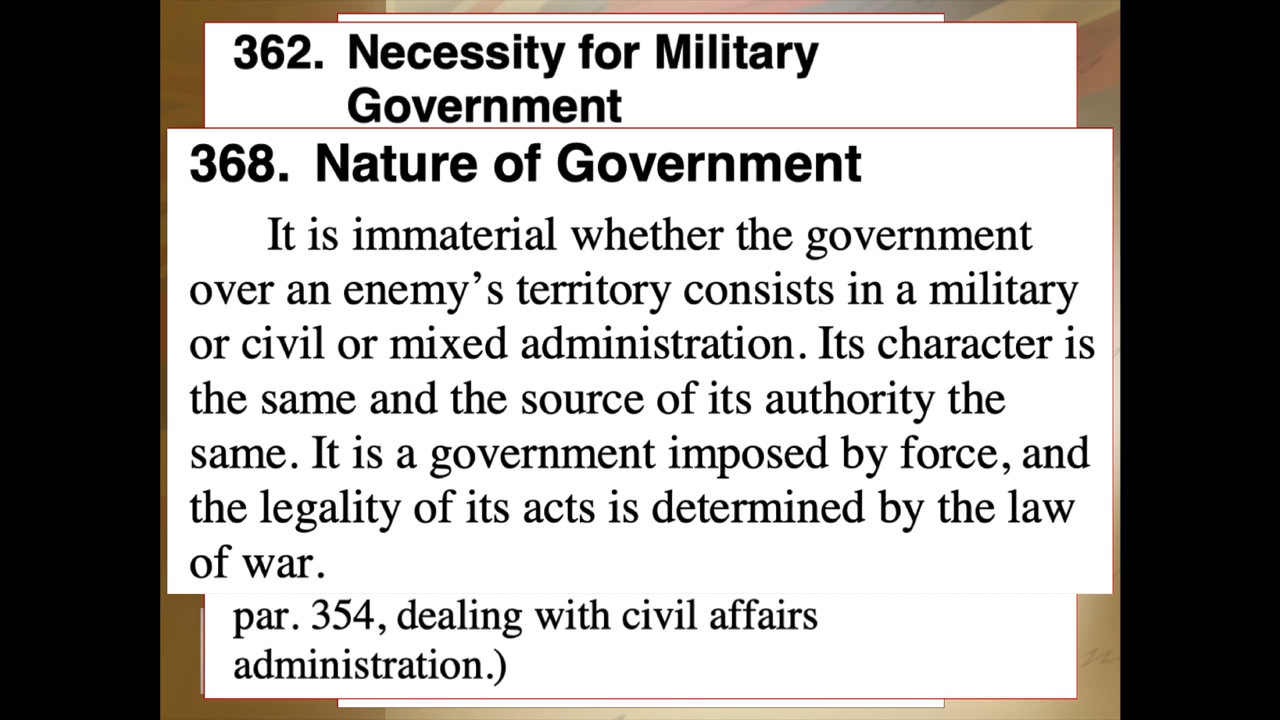 362. Necessity for Military
Government
368. Nature of Government
It is immaterial whether the government
over an enemy’s territory consists in a military
or civil or mixed administration. Its character is
the same and the source of its authority the
same. It is a government imposed by force, and
the legality of its acts is determined by the law
of war.
par. 354, dealing with civil affairs
administration.)